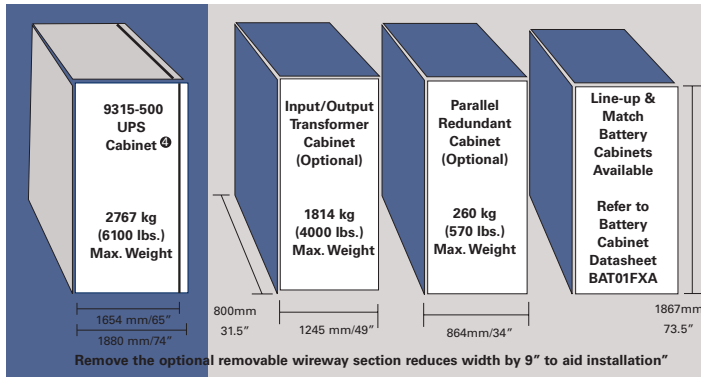 9315-500
UPS
Cabinet ❹
2767 kg
(6100 lbs.)
Max. Weight
Input/Output
Transformer
Cabinet
(Optional)
1814 kg
(4000 lbs.)
Max. Weight
Parallel
Redundant
Cabinet
(Optional)
260 kg
(570 lbs.)
Max. Weight
Line-up &
Match
Battery
Cabinets
Available
Refer to
Battery
Cabinet
Datasheet
BAT01FXA
1654 mm/65”
1880 mm/74”
800mm
31.5”
1245 mm/49”
864mm/34”
1867mm
73.5”
Remove the optional removable wireway section reduces width by 9” to aid installation”